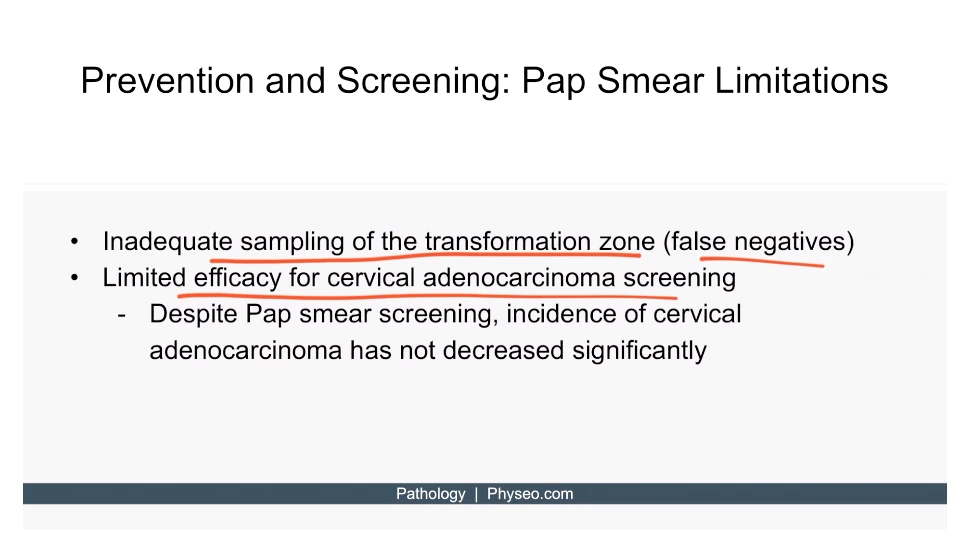 Prevention and Screening: Pap Smear Limitations
• Inadequate sampling of the transformation zone (false negatives)
• Limited efficacy for cervical adenocarcinoma screening
- Despite Pap smear screening, incidence of cervical
adenocarcinoma has not decreased significantly
Pathology | Physeo.com